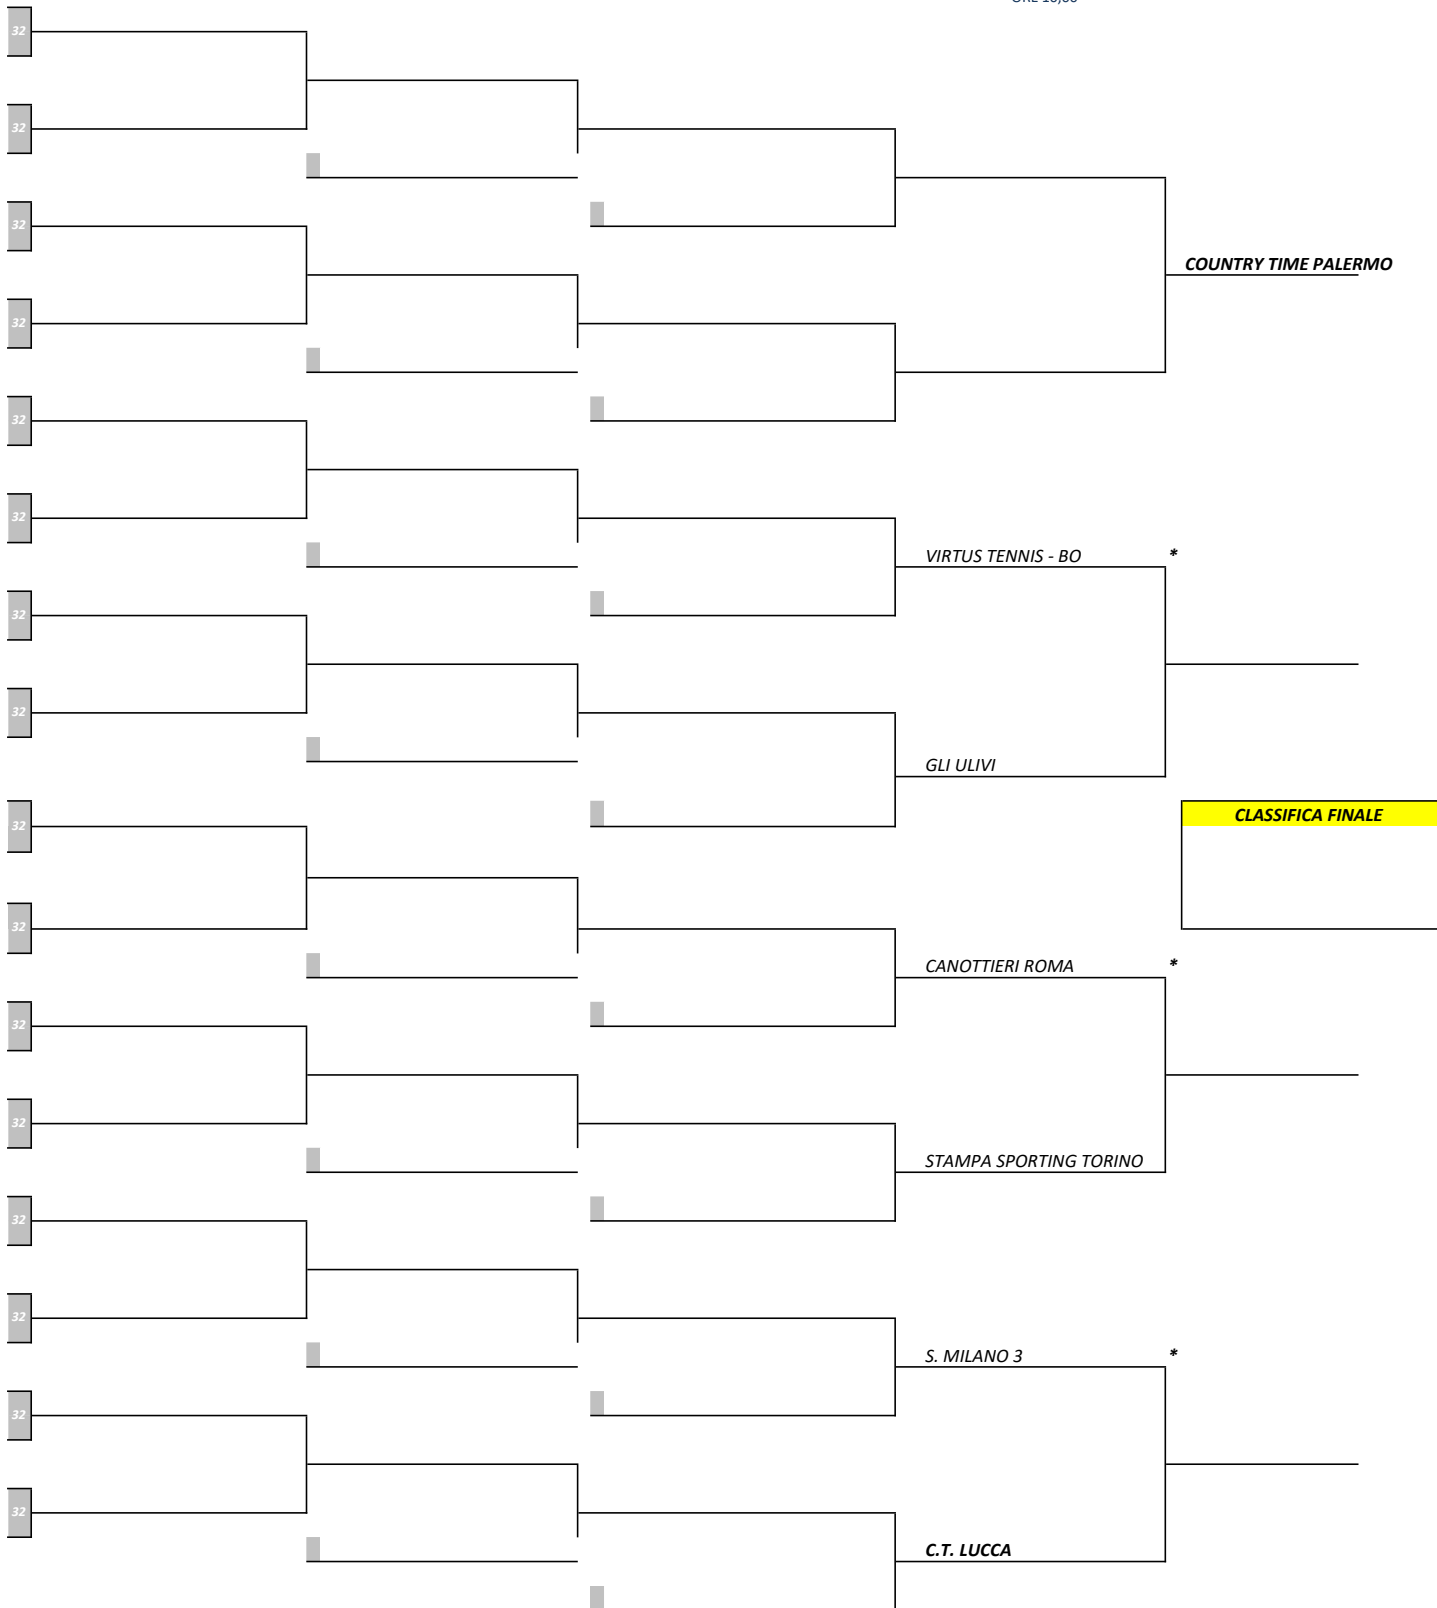 32
32
32
32
COUNTRY TIME PALERMO
32
32
VIRTUS TENNIS - BO *
32
32
GLI ULIVI
32
CLASSIFICA FINALE
32
CANOTTIERI ROMA *
32
32
STAMPA SPORTING TORINO
32
32
S. MILANO 3 *
32
32
C.T. LUCCA